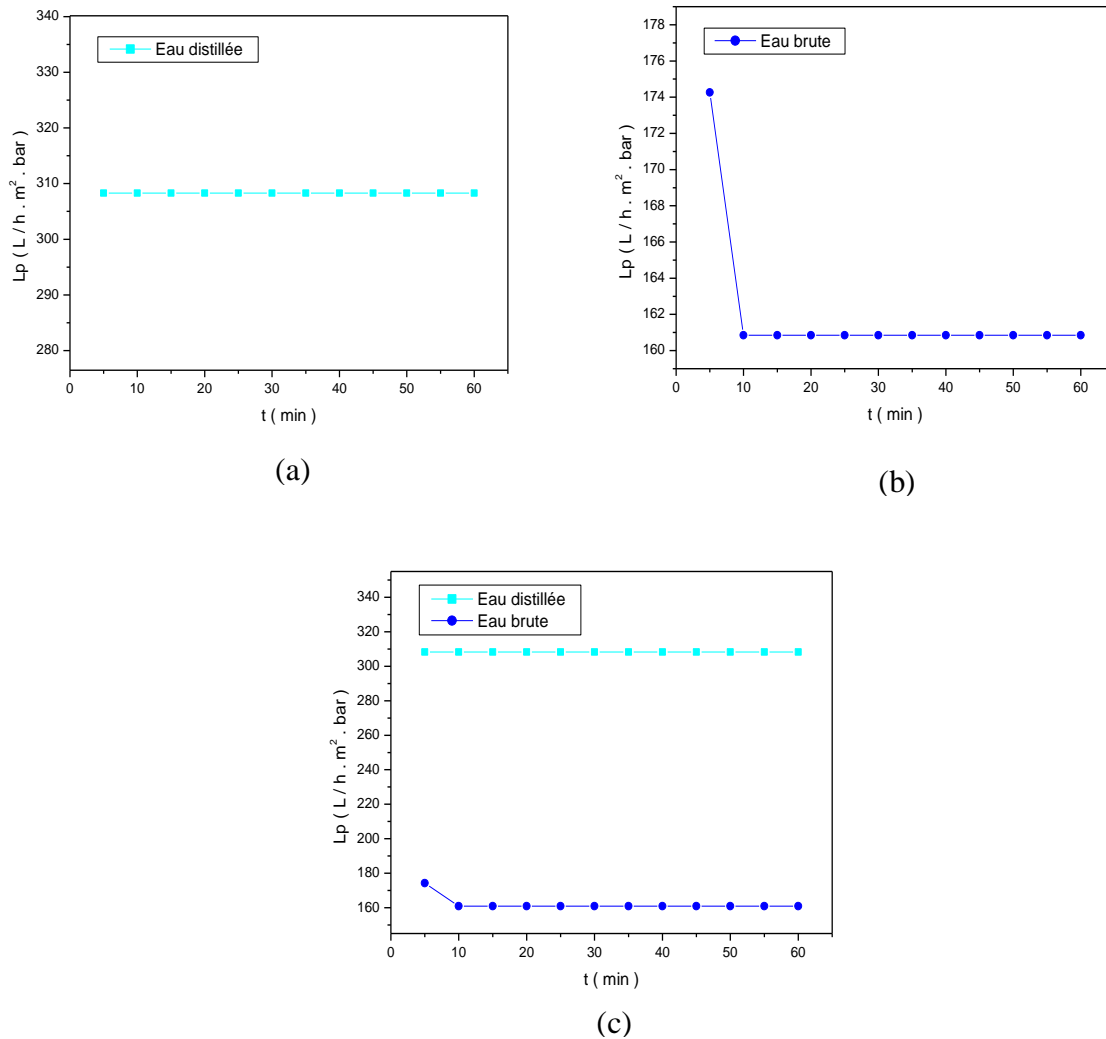 Eau distillée
340
330
320
310
300
290
280
0 10 20 30 40 50 60
Lp ( L / h . m² . bar )
t ( min )
(a)
Eau brute
178
176
174
172
170
168
166
164
162
160
0 10 20 30 40 50 60
Lp ( L / h . m² . bar )
t ( min )
(b)
Eau distillée
Eau brute
340
320
300
280
260
240
220
200
180
160
0 10 20 30 40 50 60
Lp ( L / h . m² . bar )
t ( min )
(c)